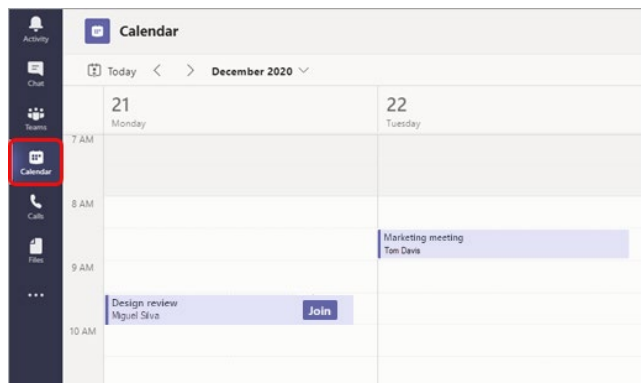 Activity
Chat
Teams
Calendar
Calls
Files
Calendar
Today
December 2020
21
Monday
22
Tuesday
7 AM
8 AM
9 AM
10 AM
Marketing meeting
Tom Davis
Design review
Miguel Silva
Join